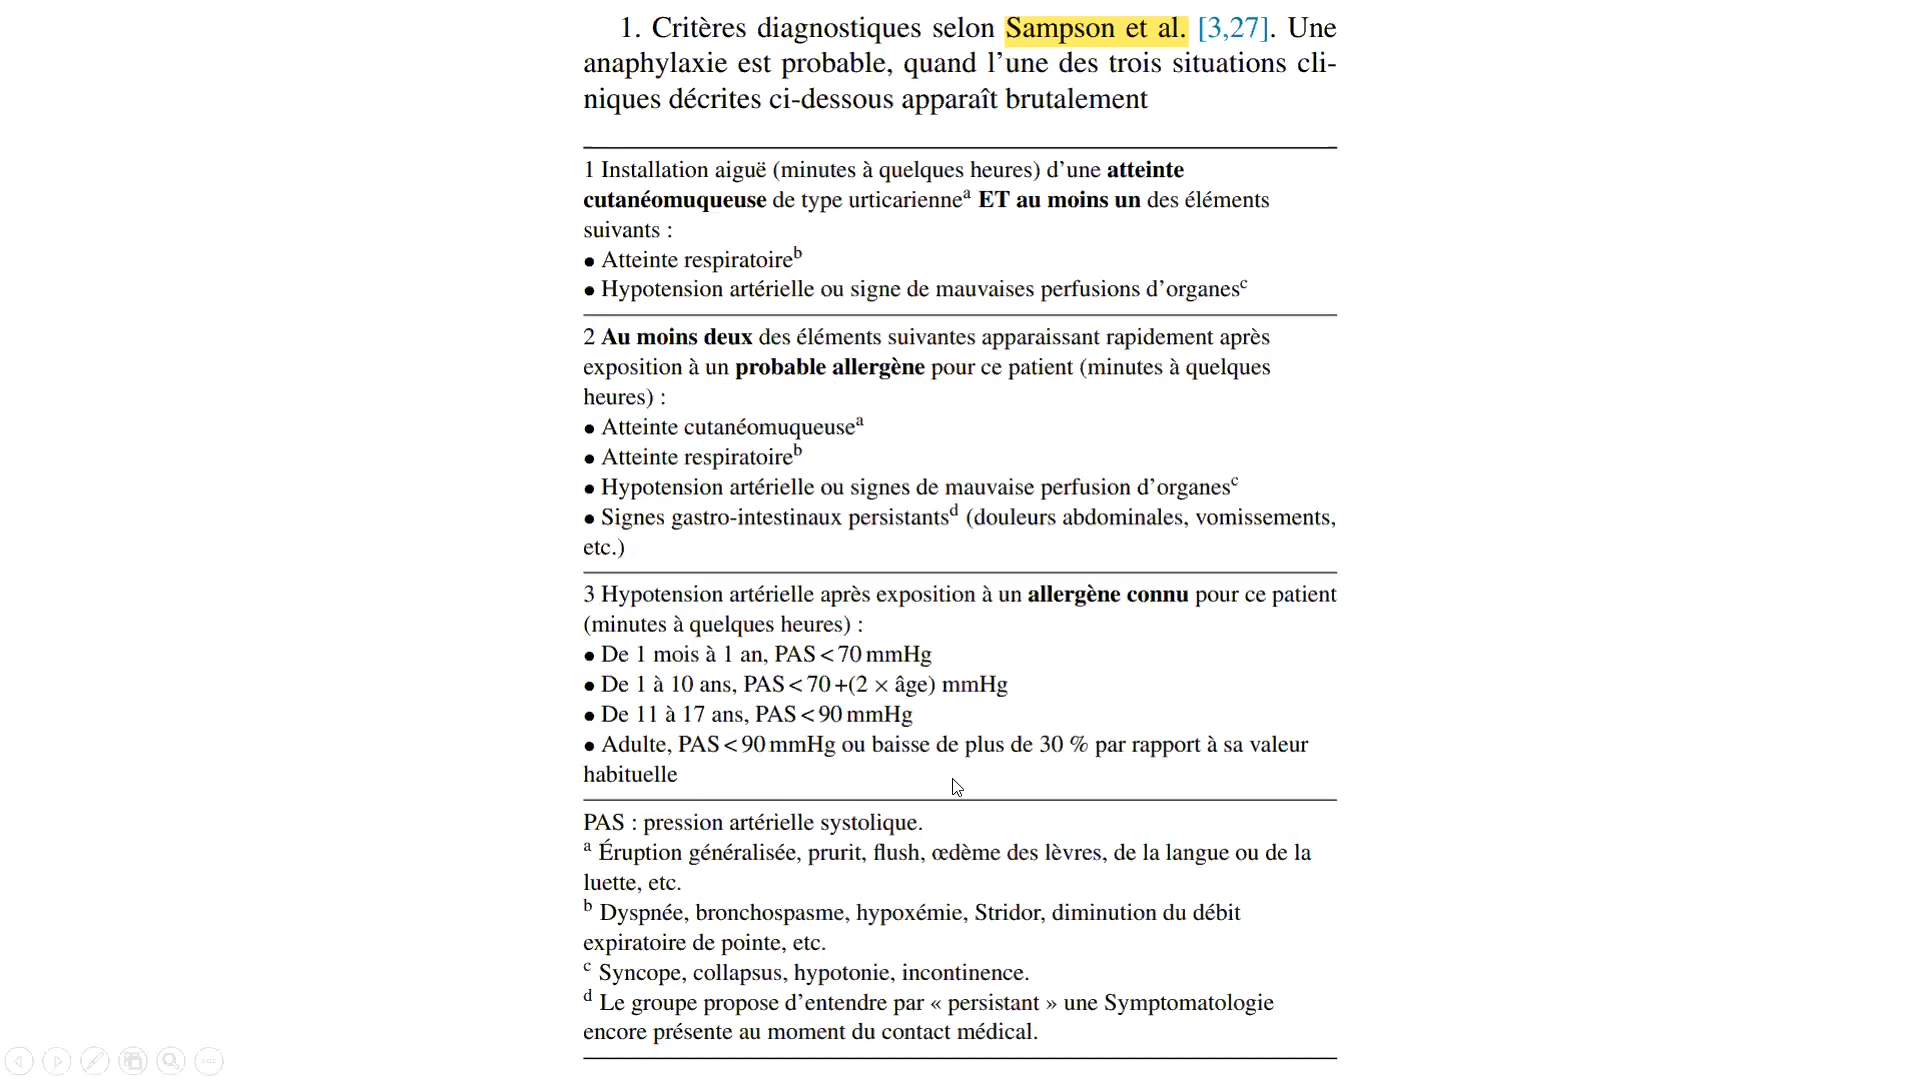 1. Critères diagnostiques selon Sampson et al. [3,27]. Une
anaphylaxie est probable, quand l’une des trois situations cli-
niques décrites ci-dessous apparaît brutalement
1 Installation aiguë (minutes à quelques heures) d’une atteinte
cutanéomuqueuse de type urticarienneᵃ ET au moins un des éléments
suivants :
● Atteinte respiratoireᵇ
● Hypotension artérielle ou signe de mauvaises perfusions d’organesᶜ
2 Au moins deux des éléments suivantes apparaissant rapidement après
exposition à un probable allergène pour ce patient (minutes à quelques
heures) :
● Atteinte cutanéomuqueuseᵃ
● Atteinte respiratoireᵇ
● Hypotension artérielle ou signes de mauvaise perfusion d’organesᶜ
● Signes gastro-intestinaux persistantsᵈ (douleurs abdominales, vomissements,
etc.)
3 Hypotension artérielle après exposition à un allergène connu pour ce patient
(minutes à quelques heures) :
● De 1 mois à 1 an, PAS < 70 mmHg
● De 1 à 10 ans, PAS < 70 +(2 × âge) mmHg
● De 11 à 17 ans, PAS < 90 mmHg
● Adulte, PAS < 90 mmHg ou baisse de plus de 30 % par rapport à sa valeur
habituelle
PAS : pression artérielle systolique.
ᵃ Éruption généralisée, prurit, flush, œdème des lèvres, de la langue ou de la
luette, etc.
ᵇ Dyspnée, bronchospasme, hypoxémie, Stridor, diminution du débit
expiratoire de pointe, etc.
ᶜ Syncope, collapsus, hypotonie, incontinence.
ᵈ Le groupe propose d’entendre par « persistant » une Symptomatologie
encore présente au moment du contact médical.